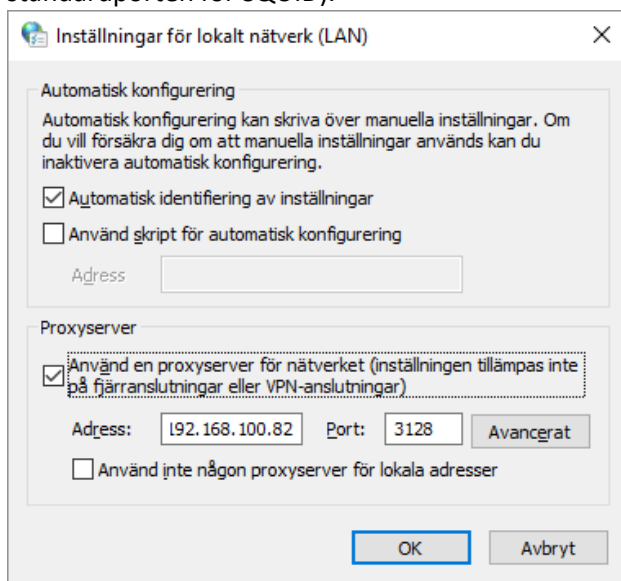 standardporten för SQUID).
Inställningar för lokalt nätverk (LAN)
Automatisk konfigurering
Automatisk konfigurering kan skriva över manuella inställningar. Om
du vill försäkra dig om att manuella inställningar används kan du
inaktivera automatisk konfigurering.
Automatisk identifiering av inställningar
Använd skript för automatisk konfigurering
Adress
Proxyserver
Använd en proxyserver för nätverket (inställningen tillämpas inte
på fjärranslutningar eller VPN-anslutningar)
Adress: 192.168.100.82 Port: 3128 Avancerat
Använd inte någon proxyserver för lokala adresser
OK Avbryt